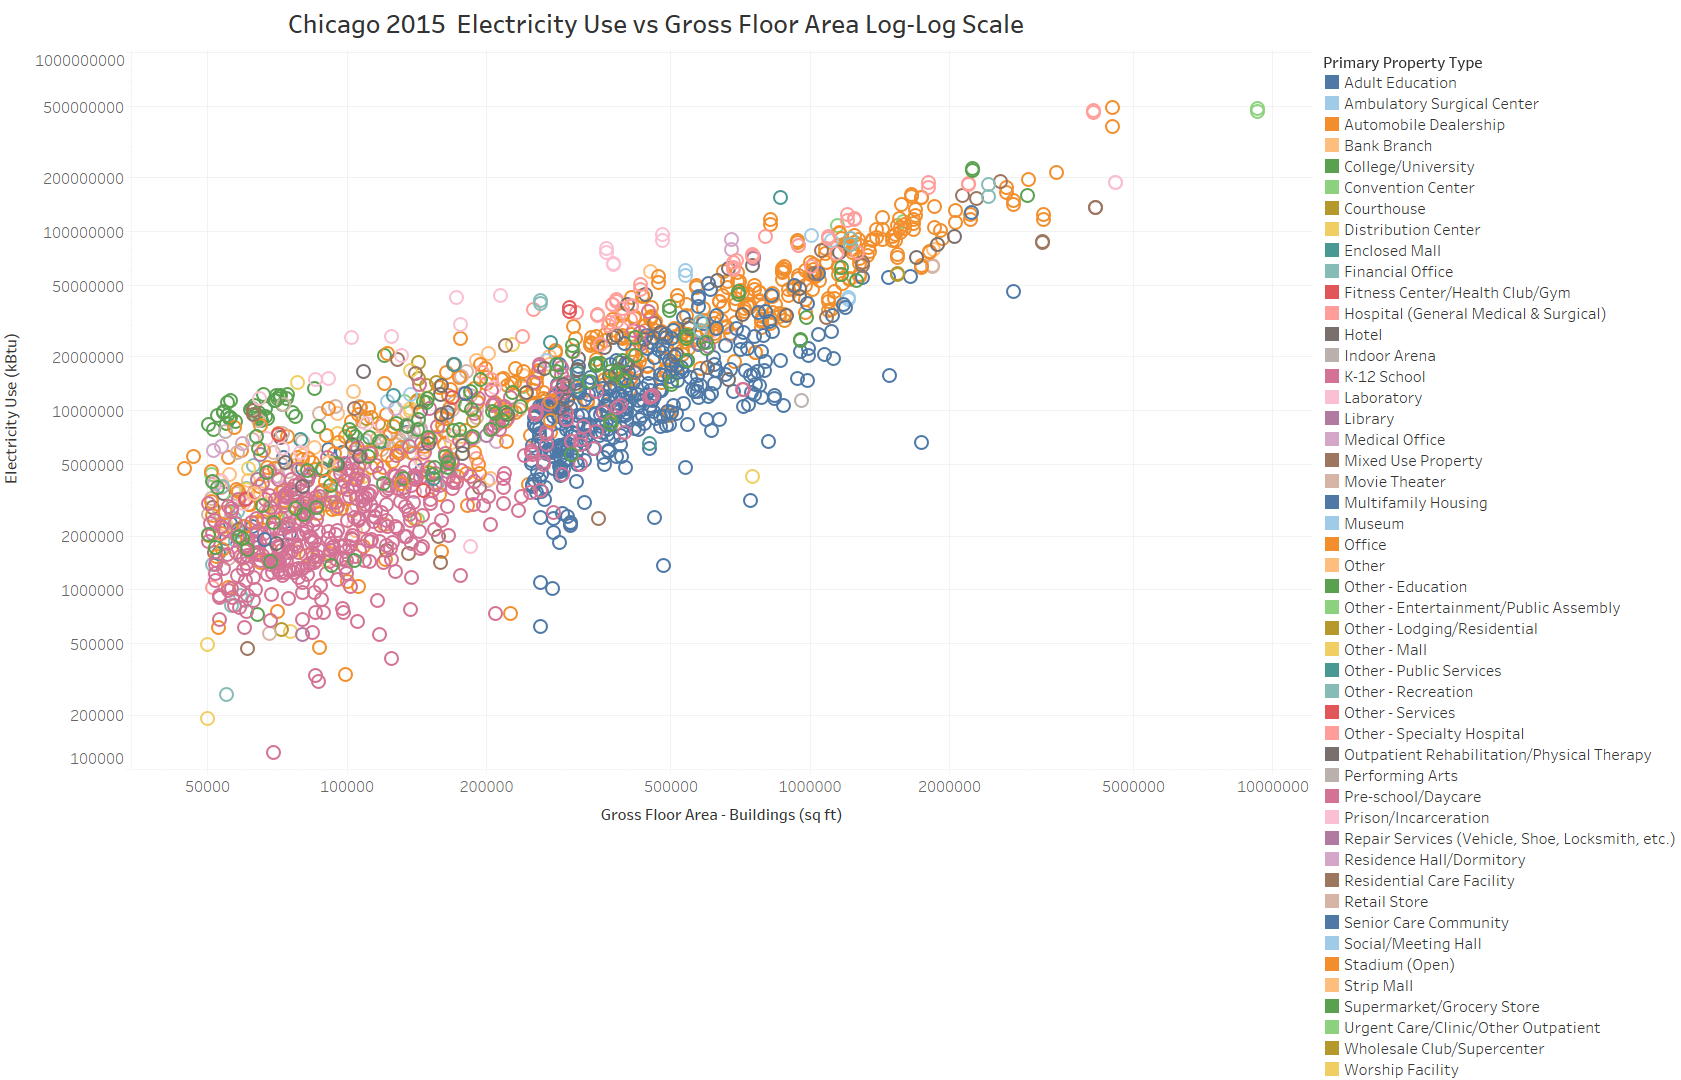 Chicago 2015  Electricity Use vs Gross Floor Area Log-Log Scale
Electricity Use (kBtu)
1000000000
500000000
200000000
100000000
50000000
20000000
10000000
5000000
2000000
1000000
500000
200000
100000
50000
100000
200000
500000
1000000
2000000
5000000
10000000
Gross Floor Area - Buildings (sq ft)
Primary Property Type
Adult Education
Ambulatory Surgical Center
Automobile Dealership
Bank Branch
College/University
Convention Center
Courthouse
Distribution Center
Enclosed Mall
Financial Office
Fitness Center/Health Club/Gym
Hospital (General Medical & Surgical)
Hotel
Indoor Arena
K-12 School
Laboratory
Library
Medical Office
Mixed Use Property
Movie Theater
Multifamily Housing
Museum
Office
Other
Other - Education
Other - Entertainment/Public Assembly
Other - Lodging/Residential
Other - Mall
Other - Public Services
Other - Recreation
Other - Services
Other - Specialty Hospital
Outpatient Rehabilitation/Physical Therapy
Performing Arts
Pre-school/Daycare
Prison/Incarceration
Repair Services (Vehicle, Shoe, Locksmith, etc.)
Residence Hall/Dormitory
Residential Care Facility
Retail Store
Senior Care Community
Social/Meeting Hall
Stadium (Open)
Strip Mall
Supermarket/Grocery Store
Urgent Care/Clinic/Other Outpatient
Wholesale Club/Supercenter
Worship Facility